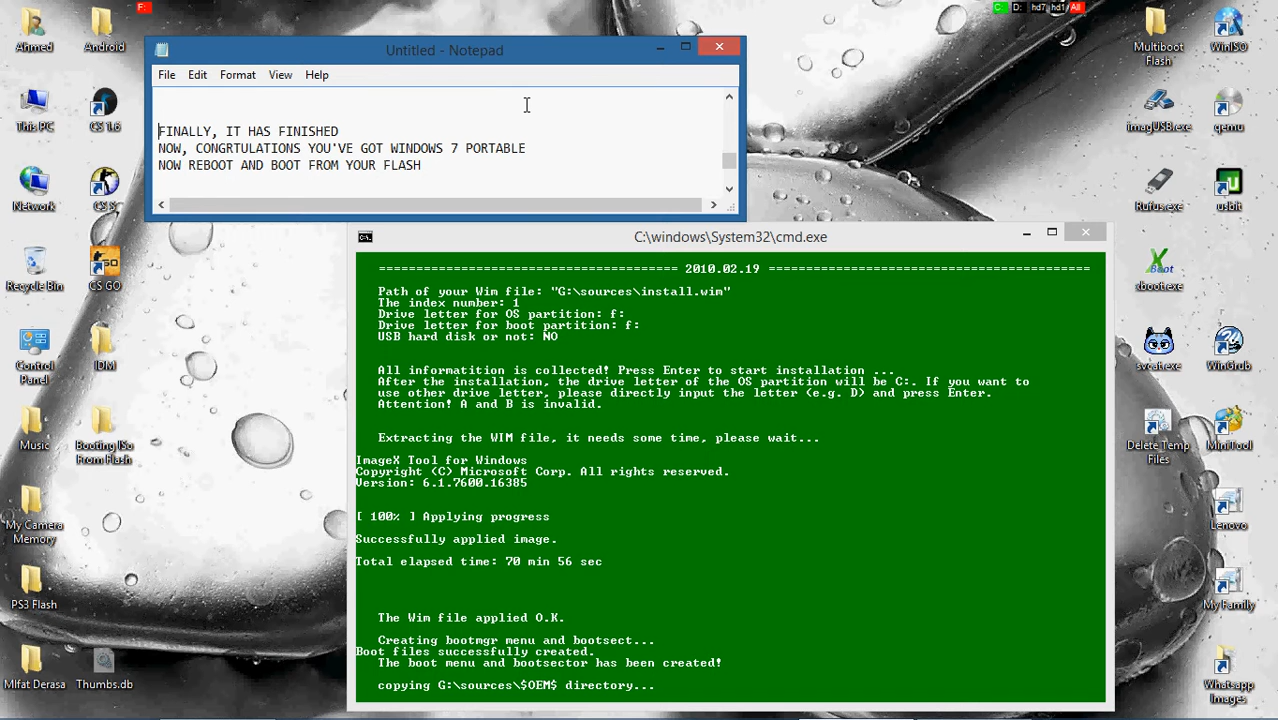 F:
C:
D:
hd7
hd1
All
Untitled - Notepad
File Edit Format View Help
FINALLY, IT HAS FINISHED
NOW, CONGRTULATIONS YOU'VE GOT WINDOWS 7 PORTABLE
NOW REBOOT AND BOOT FROM YOUR FLASH
C:\windows\System32\cmd.exe
===================================== 2010.02.19 =====================================
Path of your Wim file: "G:\sources\install.wim"
The index number: 1
Drive letter for OS partition: f:
Drive letter for boot partition: f:
USB hard disk or not: NO
All informatition is collected! Press Enter to start installation ...
After the installation, the drive letter of the OS partition will be C:. If you want to
use other drive letter, please directly input the letter (e.g. D) and press Enter.
Attention! A and B is invalid.
Extracting the WIM file, it needs some time, please wait...
ImageX Tool for Windows
Copyright (C) Microsoft Corp. All rights reserved.
Version: 6.1.7600.16385
[ 100% ] Applying progress
Successfully applied image.
Total elapsed time: 70 min 56 sec
The Wim file applied O.K.
Creating bootmgr menu and bootsect...
Boot files successfully created.
The boot menu and bootsector has been created!
copying G:\sources\$OEM$ directory...
Ahmed
Android
This PC
CS 1.6
Network
CS S
Recycle Bin
CS GO
Control
Panel
IDM
Music
Booting ISo
From Flash
My Camera
Memory
PS3 Flash
Mlfat Derasa
Thumbs.db
Multiboot
Flash
WinISO
imagUSB.exe
qemu
Rufus.exe
usbit
Boot
cboot.exe
svcatt.exe
WinGrub
Delete Temp
Files
MiniTool
Lenovo
My Family
Whatsapp
Images